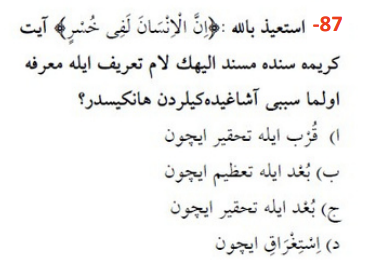 87- استعيذ بالله :﴿إِنَّ الْاِنْسَانَ لَفٖى خُسْرٍ﴾ آيت
كريمه سنده مسند اليهك لام تعريف ايله معرفه
اولما سببى آشاغيده‌كيلردن هانكيسدر؟
ا) قُرْب ايله تحقير ايچون
ب) بُعْد ايله تعظيم ايچون
ج) بُعْد ايله تحقير ايچون
د) اِسْتِغْرَاقِ ايچون